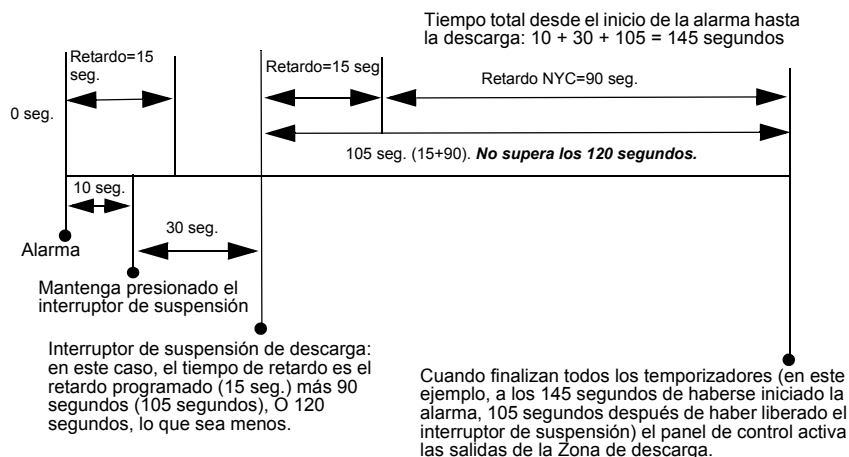 Tiempo total desde el inicio de la alarma hasta
la descarga: 10 + 30 + 105 = 145 segundos
Retardo=15
seg.
Retardo=15 seg
Retardo NYC=90 seg.
0 seg.
105 seg. (15+90). No supera los 120 segundos.
10 seg.
30 seg.
Alarma
Mantenga presionado el
interruptor de suspensión
Interruptor de suspensión de descarga:
en este caso, el tiempo de retardo es el
retardo programado (15 seg.) más 90
segundos (105 segundos), O 120
segundos, lo que sea menos.
Cuando finalizan todos los temporizadores (en este
ejemplo, a los 145 segundos de haberse iniciado la
alarma, 105 segundos después de haber liberado el
interruptor de suspensión) el panel de control activa
las salidas de la Zona de descarga.